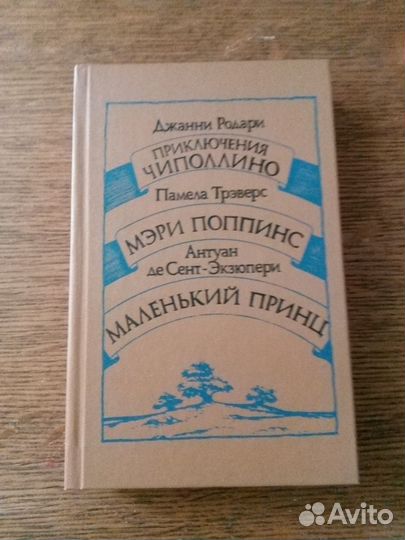 Джанни Родари
ПРИКЛЮЧЕНИЯ
ЧИПОЛЛИНО
Памела Трэверс
МЭРИ ПОППИНС
Антуан
де Сент-Экзюпери
МАЛЕНЬКИЙ ПРИНЦ
Avito